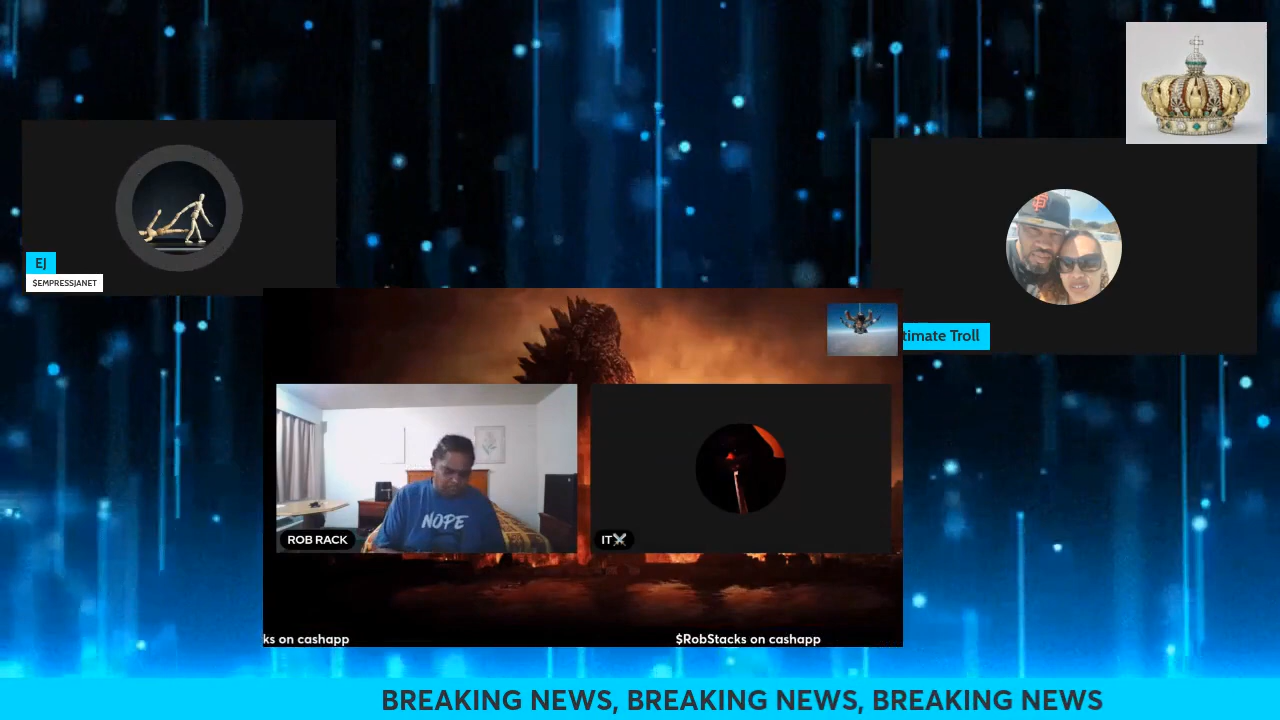 EJ
$EMPRESSJANET
timate Troll
NOPE
ROB RACK
IT
ks on cashapp
$RobStacks on cashapp
BREAKING NEWS, BREAKING NEWS, BREAKING NEWS